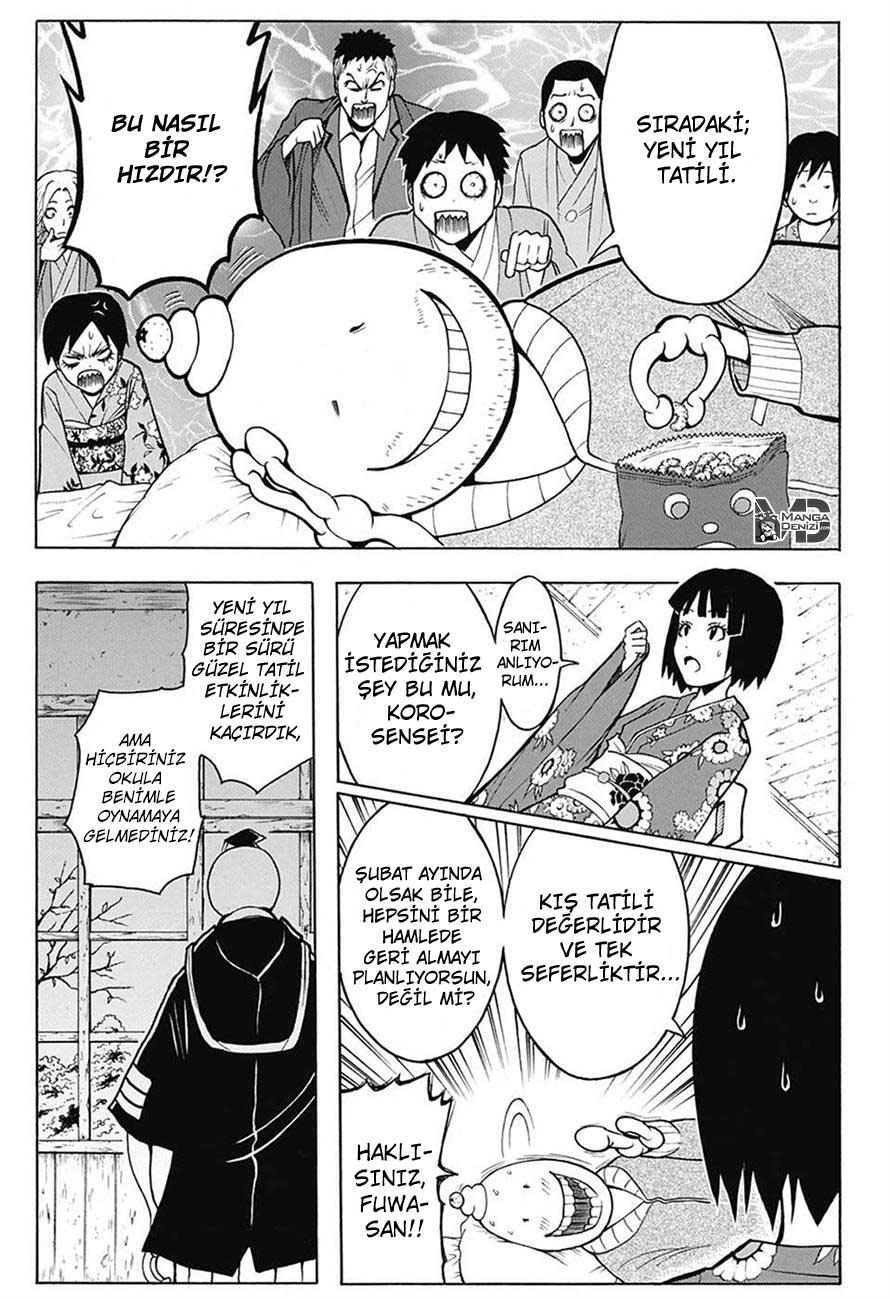 SIRADAKİ;
YENİ YIL
TATİLİ.
BU NASIL
BİR
HIZDIR!?
MANGA
DENİZİ
MD
SANI-
RIM
ANLIYO-
RUM...
YAPMAK
İSTEDİĞİNİZ
ŞEY BU MU,
KORO-
SENSEI?
KIŞ TATİLİ
DEĞERLİDİR
VE TEK
SEFERLİKTİR...
ŞUBAT AYINDA
OLSAK BİLE,
HEPSİNİ BİR
HAMLEDE
GERİ ALMAYI
PLANLIYORSUN,
DEĞİL Mİ?
HAKLI-
SINIZ,
FUWA-
SAN!!
YENİ YIL
SÜRESİNDE
BİR SÜRÜ
GÜZEL TATİL
ETKİNLİK-
LERİNİ
KAÇIRDIK,
AMA
HİÇBİRİNİZ
OKULA
BENİMLE
OYNAMAYA
GELMEDİNİZ!